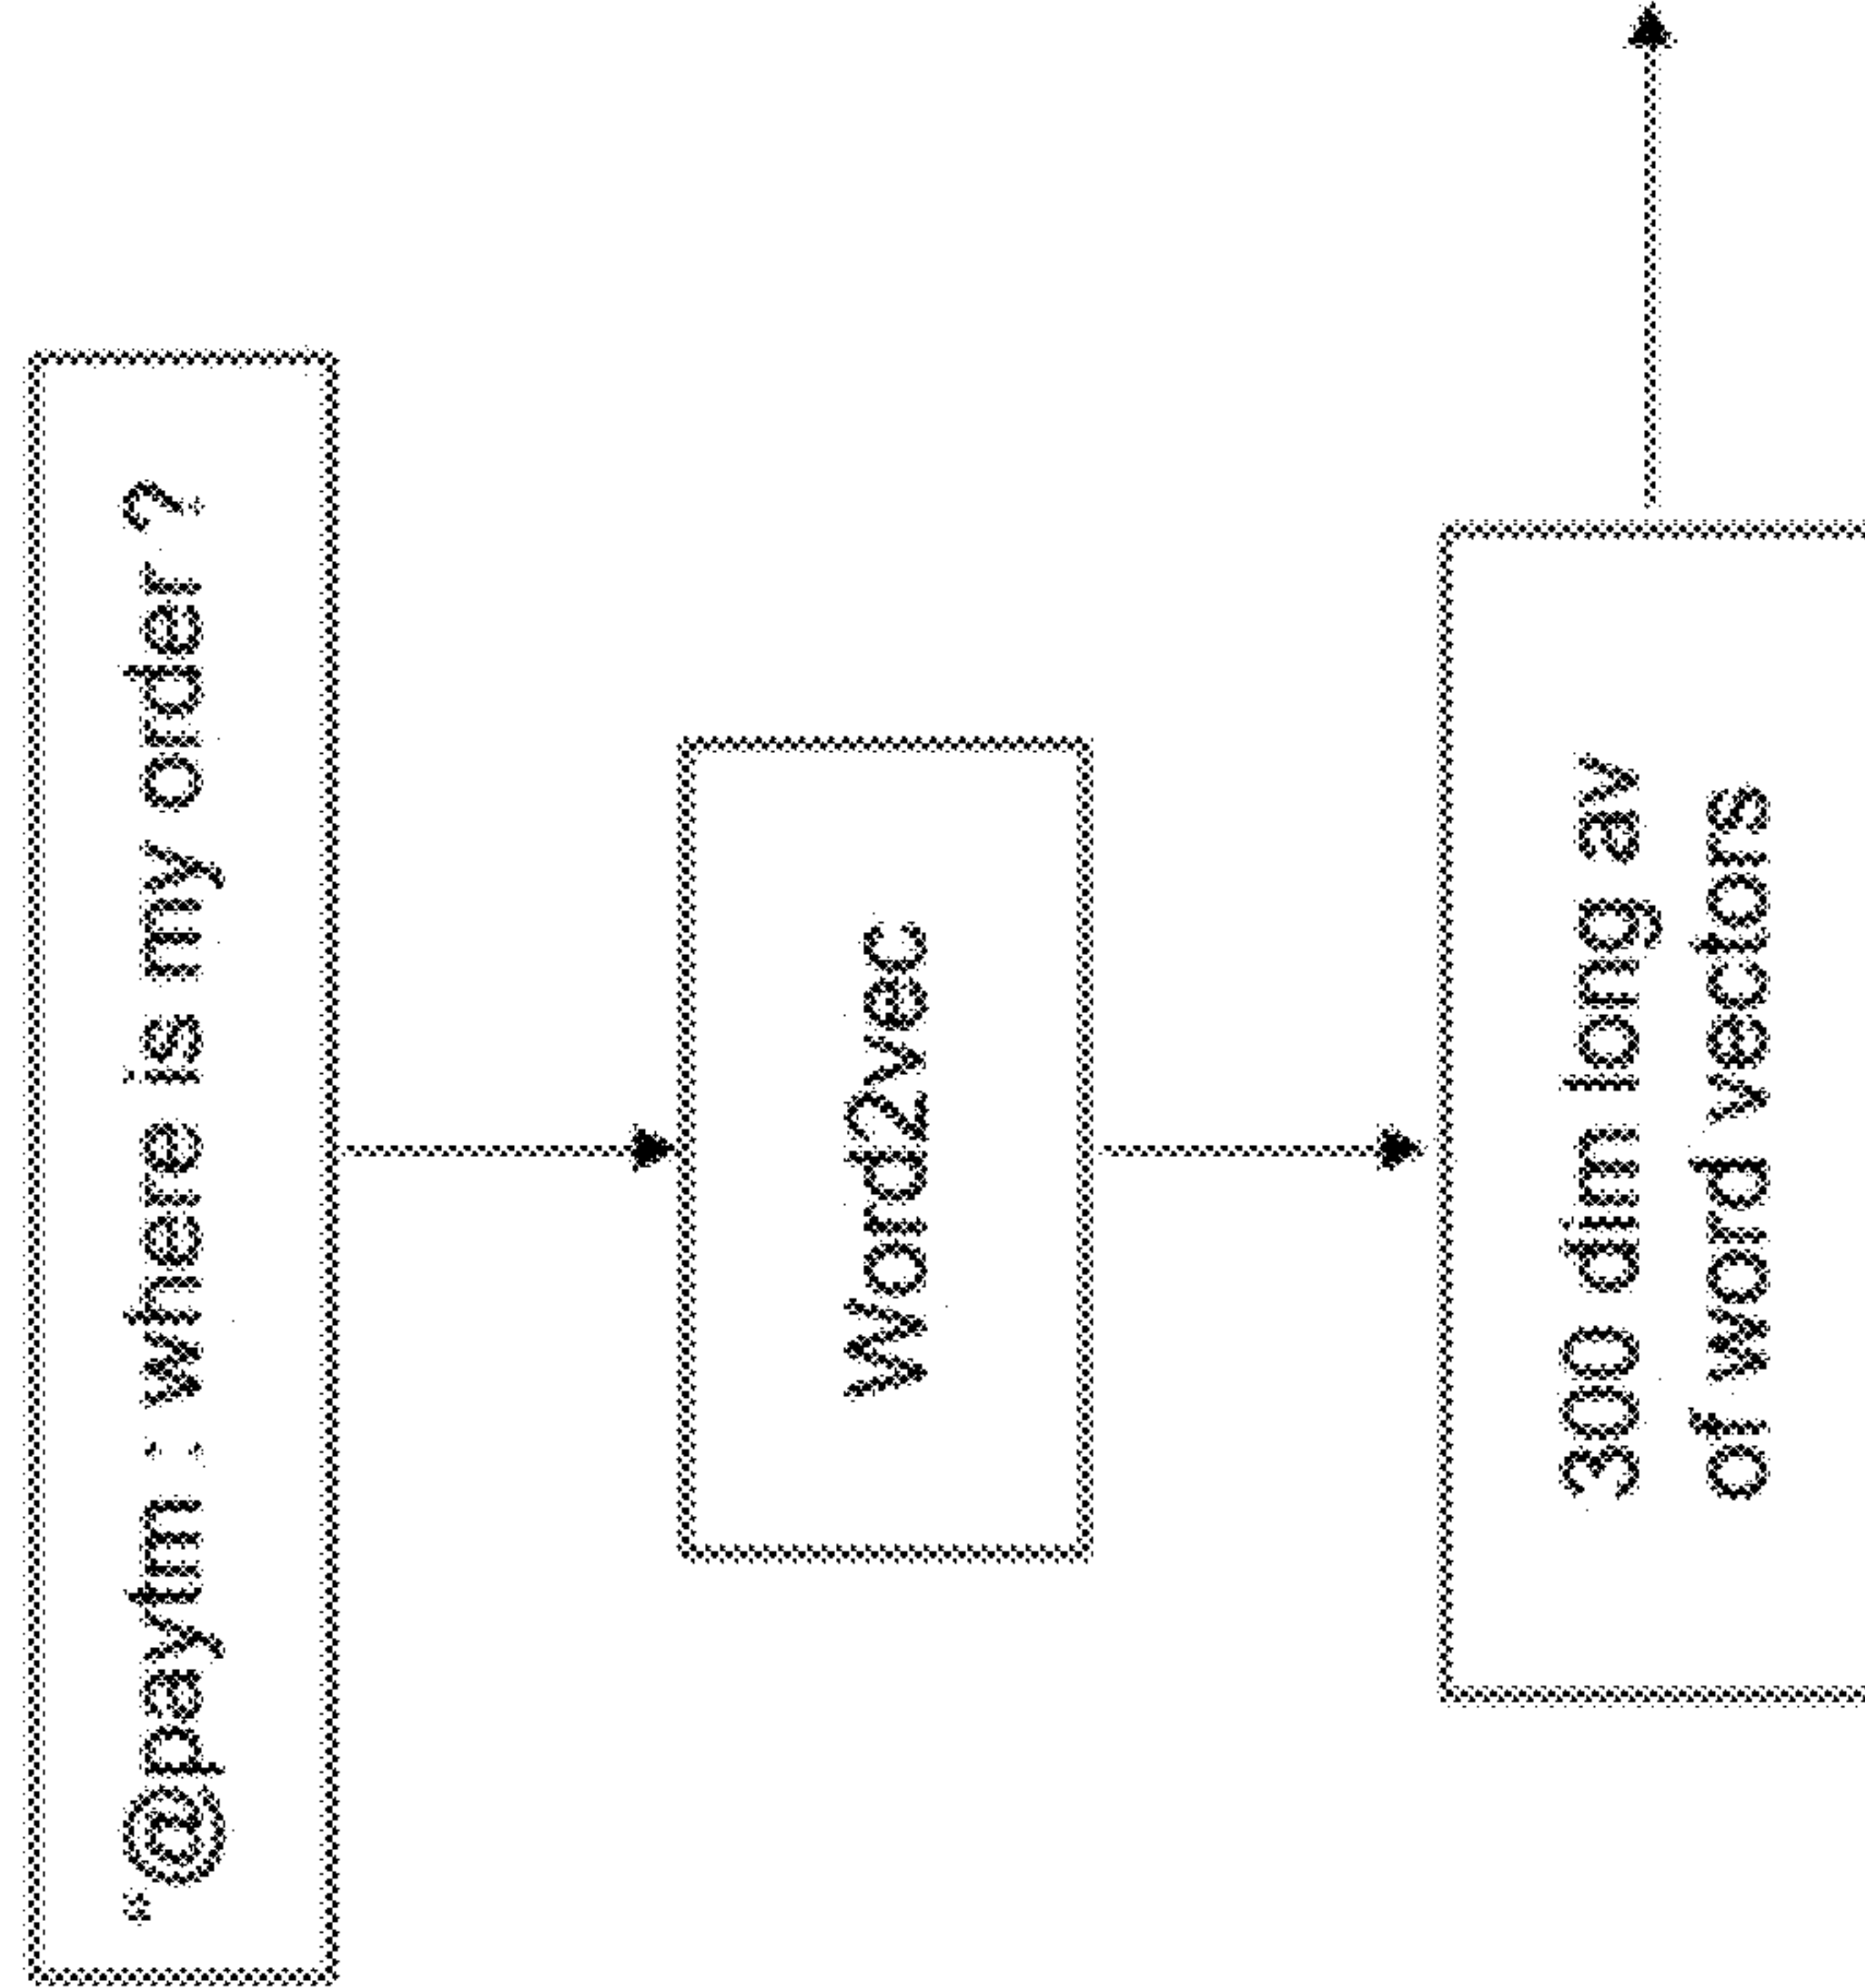 "@paytm : where is my order ?
Word2vec
300 dim long av
of word vectors